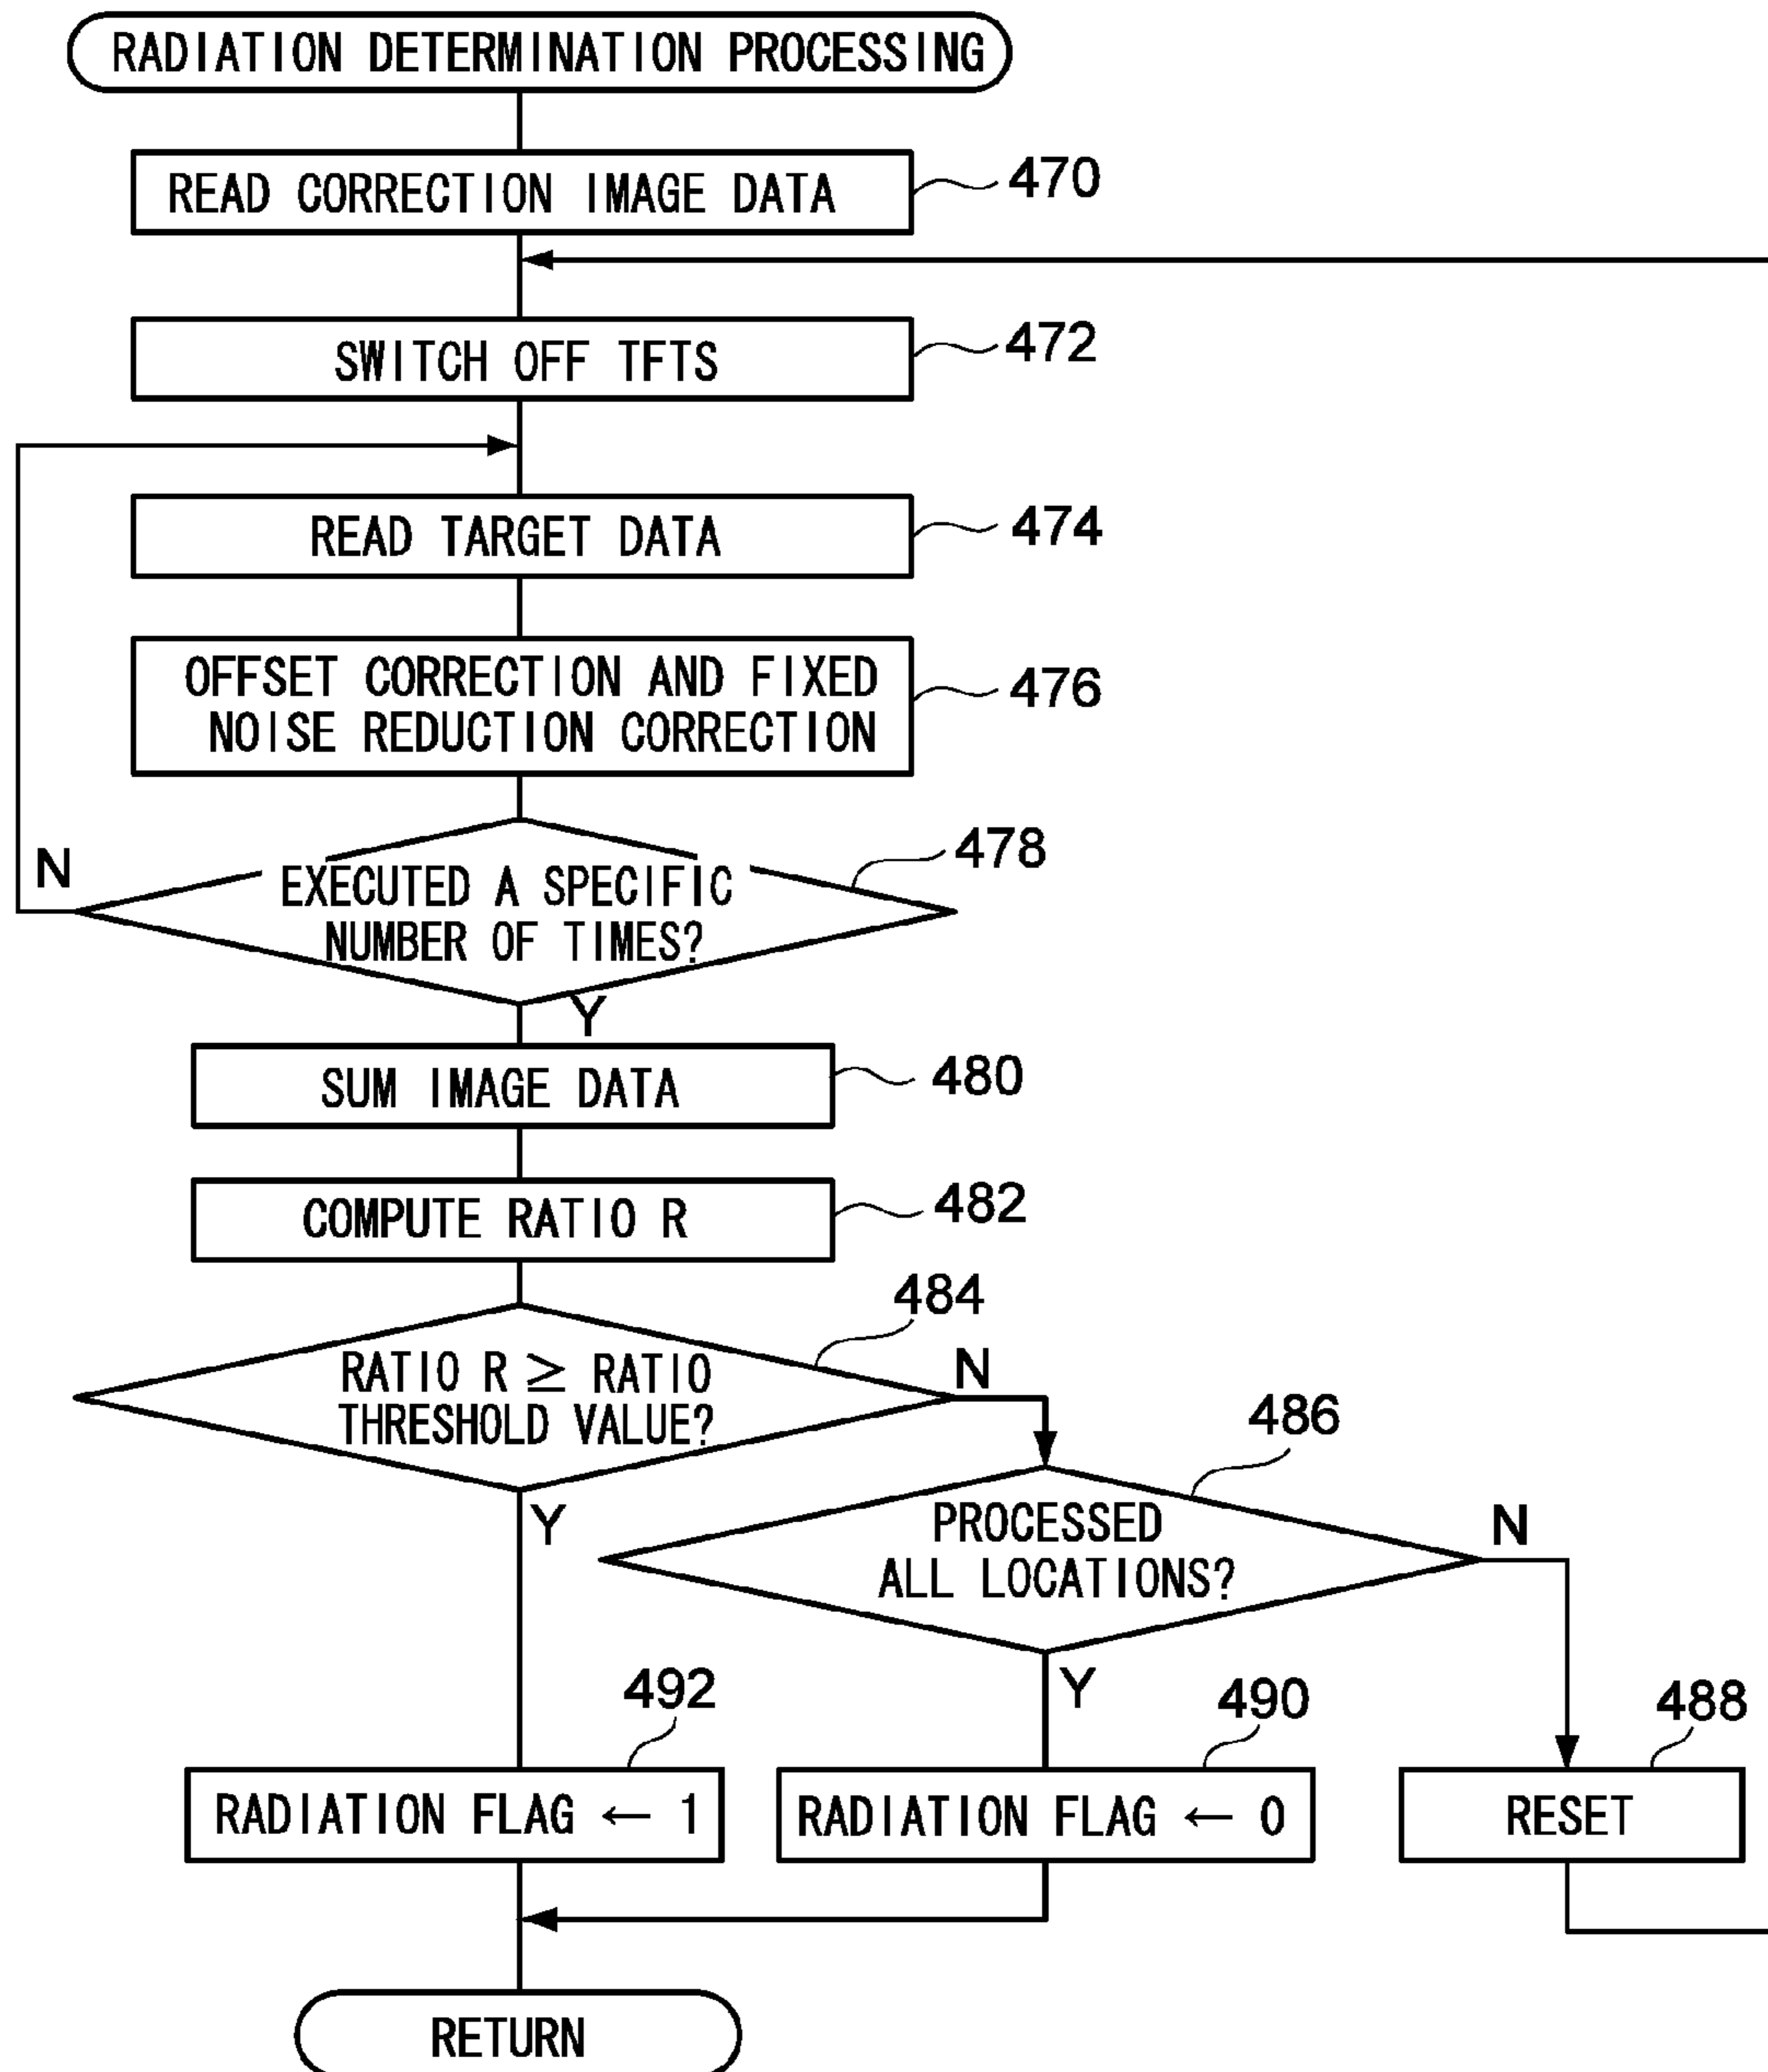 RADIATION DETERMINATION PROCESSING
READ CORRECTION IMAGE DATA
470
SWITCH OFF TFTS
472
READ TARGET DATA
474
OFFSET CORRECTION AND FIXED
NOISE REDUCTION CORRECTION
476
EXECUTED A SPECIFIC
NUMBER OF TIMES?
478
N
Y
SUM IMAGE DATA
480
COMPUTE RATIO R
482
RATIO R ≧ RATIO
THRESHOLD VALUE?
484
N
Y
PROCESSED
ALL LOCATIONS?
486
N
Y
RADIATION FLAG ← 1
492
RADIATION FLAG ← 0
490
RESET
488
RETURN